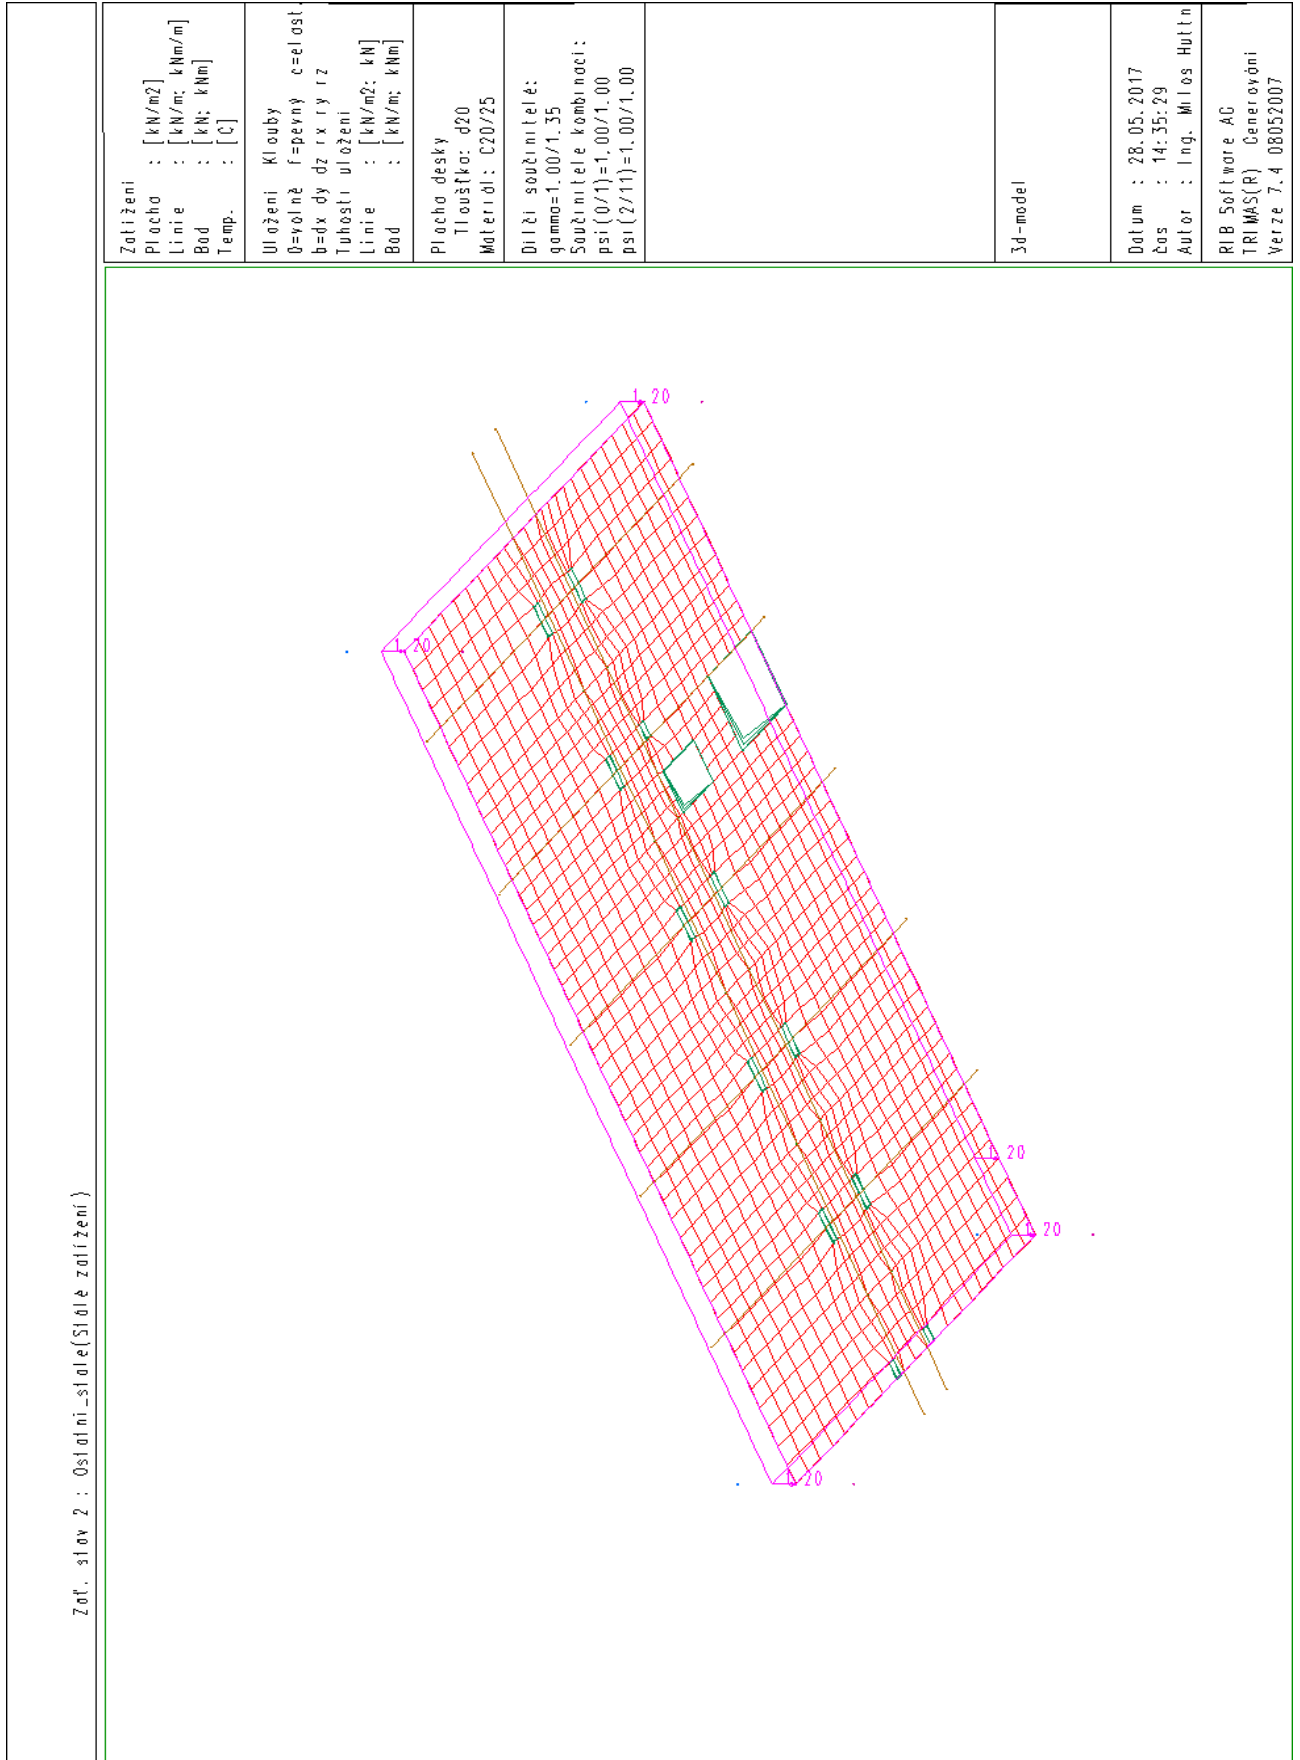 Zať. stav 2 : Ostatni_stale(Stálé zatížení)
Zatížení
Plocha : [kN/m2]
Linie : [kN/m; kNm/m]
Bod : [kN; kNm]
Temp. : [C]
Uložení Klouby
0=volně f=pevný c=elast.
b=dx dy dz rx ry rz
Tuhosti uložení
Linie : [kN/m2; kN]
Bod : [kN/m; kNm]
Plocha desky
Tloušťka: d20
Materiál: C20/25
Dílčí součinitelé:
gamma=1.00/1.35
Součinitele kombinací:
psi(0/1)=1.00/1.00
psi(2/11)=1.00/1.00
3d-model
Datum : 28.05.2017
Čas : 14:35:29
Autor : Ing. Milos Huttn
RIB Software AG
TRIMAS(R) Generování
Verze 7.4 08052007
1.20
1.20
1.20
1.20
1.20